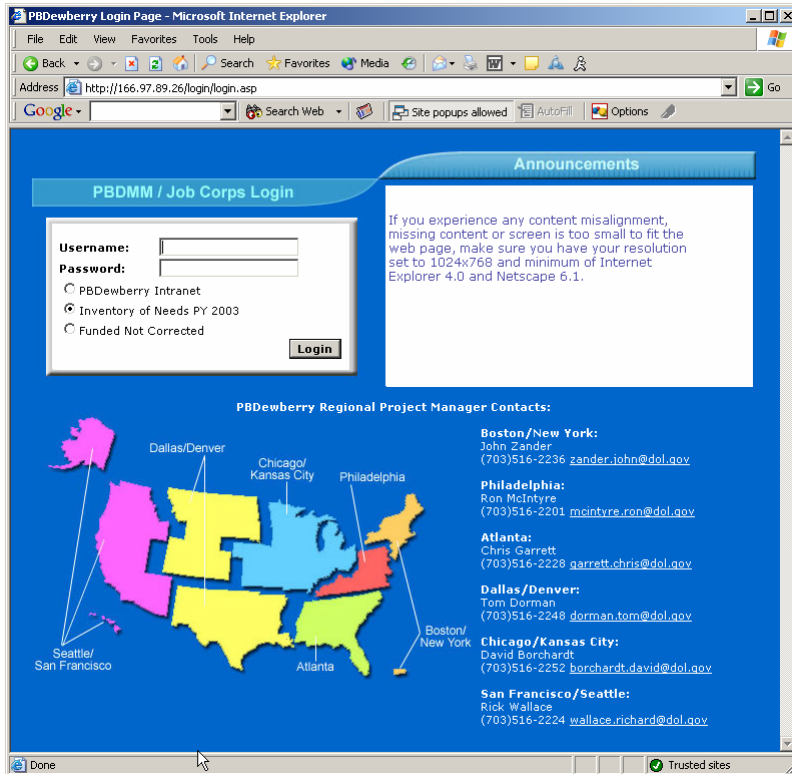 PBDewberry Login Page - Microsoft Internet Explorer
File Edit View Favorites Tools Help
Back Search Favorites Media
Address http://166.97.89.26/login/login.asp Go
Google Search Web Site popups allowed AutoFill Options
Announcements
PBDMM / Job Corps Login
If you experience any content misalignment,
missing content or screen is too small to fit the
web page, make sure you have your resolution
set to 1024x768 and minimum of Internet
Explorer 4.0 and Netscape 6.1.
Username:
Password:
PBDewberry Intranet
Inventory of Needs PY 2003
Funded Not Corrected
Login
PBDewberry Regional Project Manager Contacts:
Dallas/Denver
Chicago/
Kansas City
Philadelphia
Boston/
New York
Seattle/
San Francisco
Atlanta
Boston/New York:
John Zander
(703)516-2236 zander.john@dol.gov
Philadelphia:
Ron McIntyre
(703)516-2201 mcintyre.ron@dol.gov
Atlanta:
Chris Garrett
(703)516-2228 garrett.chris@dol.gov
Dallas/Denver:
Tom Dorman
(703)516-2248 dorman.tom@dol.gov
Chicago/Kansas City:
David Borchardt
(703)516-2252 borchardt.david@dol.gov
San Francisco/Seattle:
Rick Wallace
(703)516-2224 wallace.richard@dol.gov
Done Trusted sites